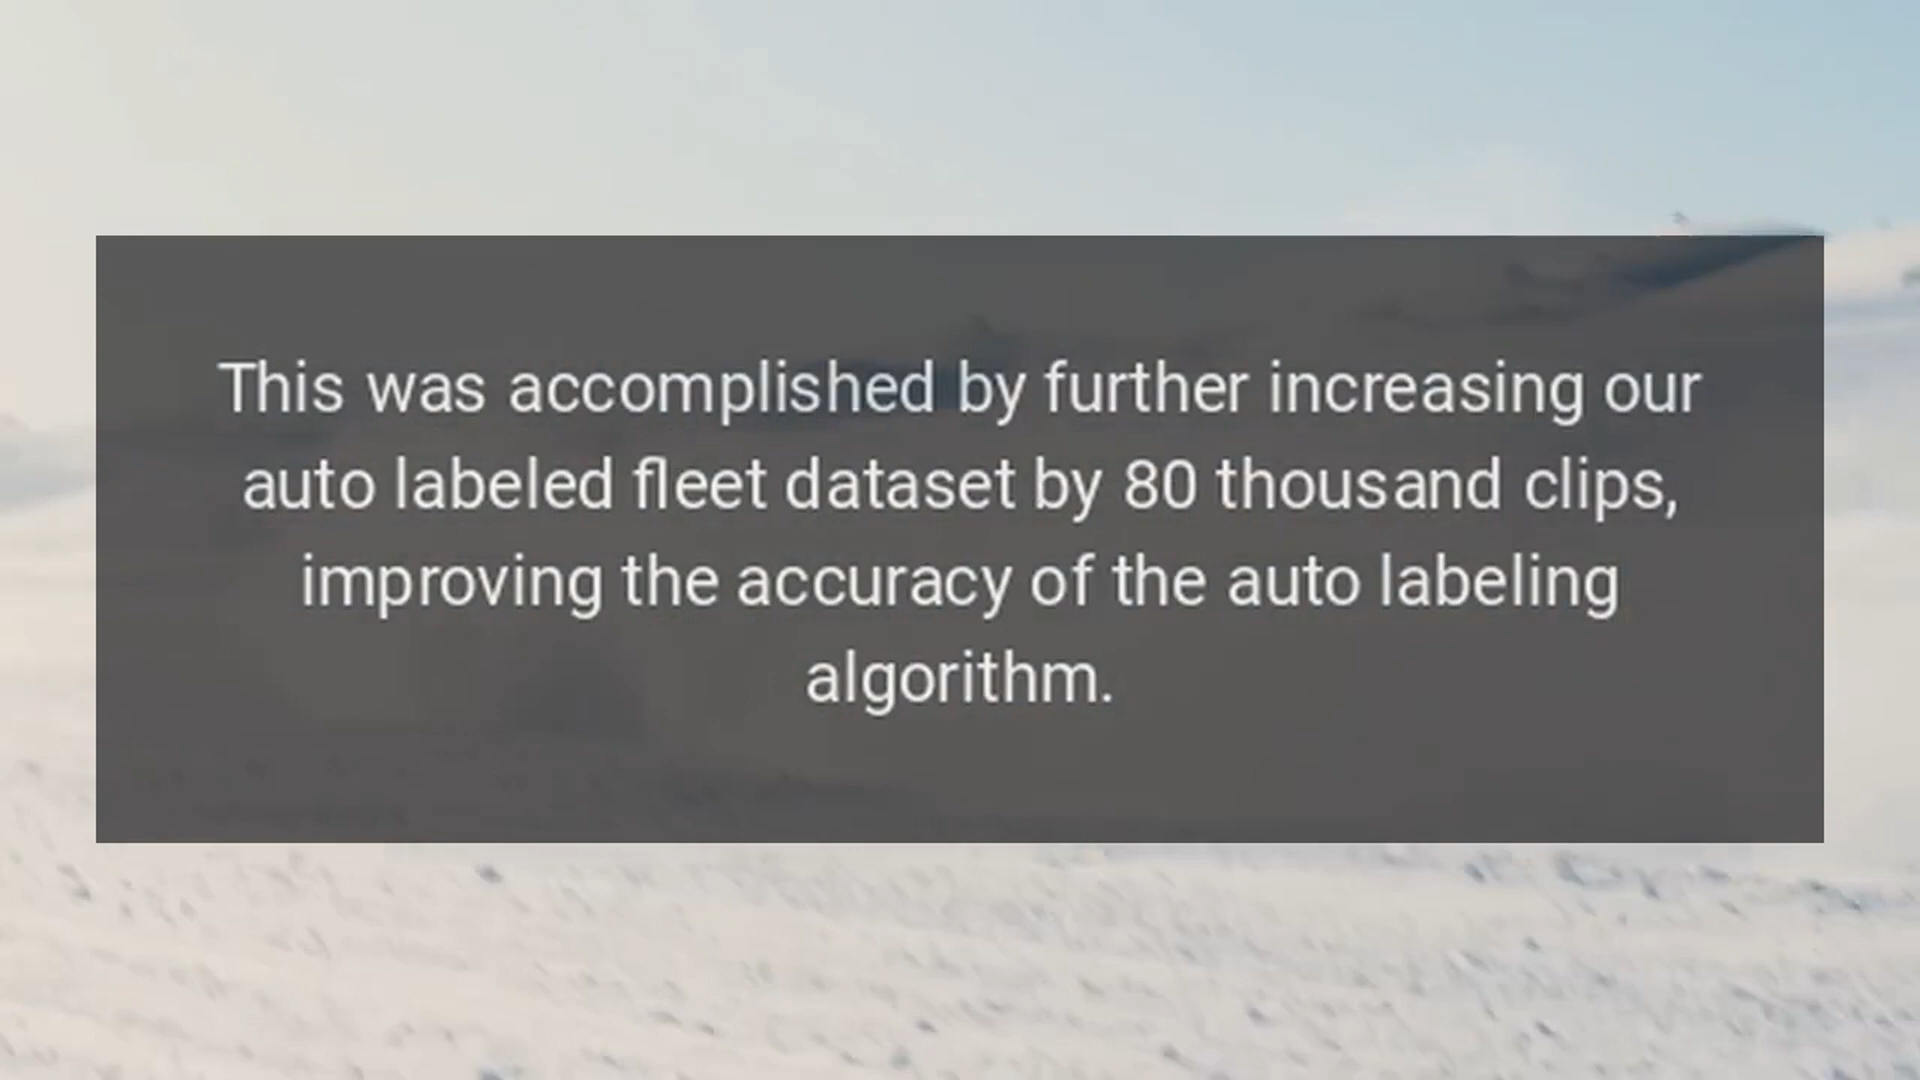 This was accomplished by further increasing our
auto labeled fleet dataset by 80 thousand clips,
improving the accuracy of the auto labeling
algorithm.